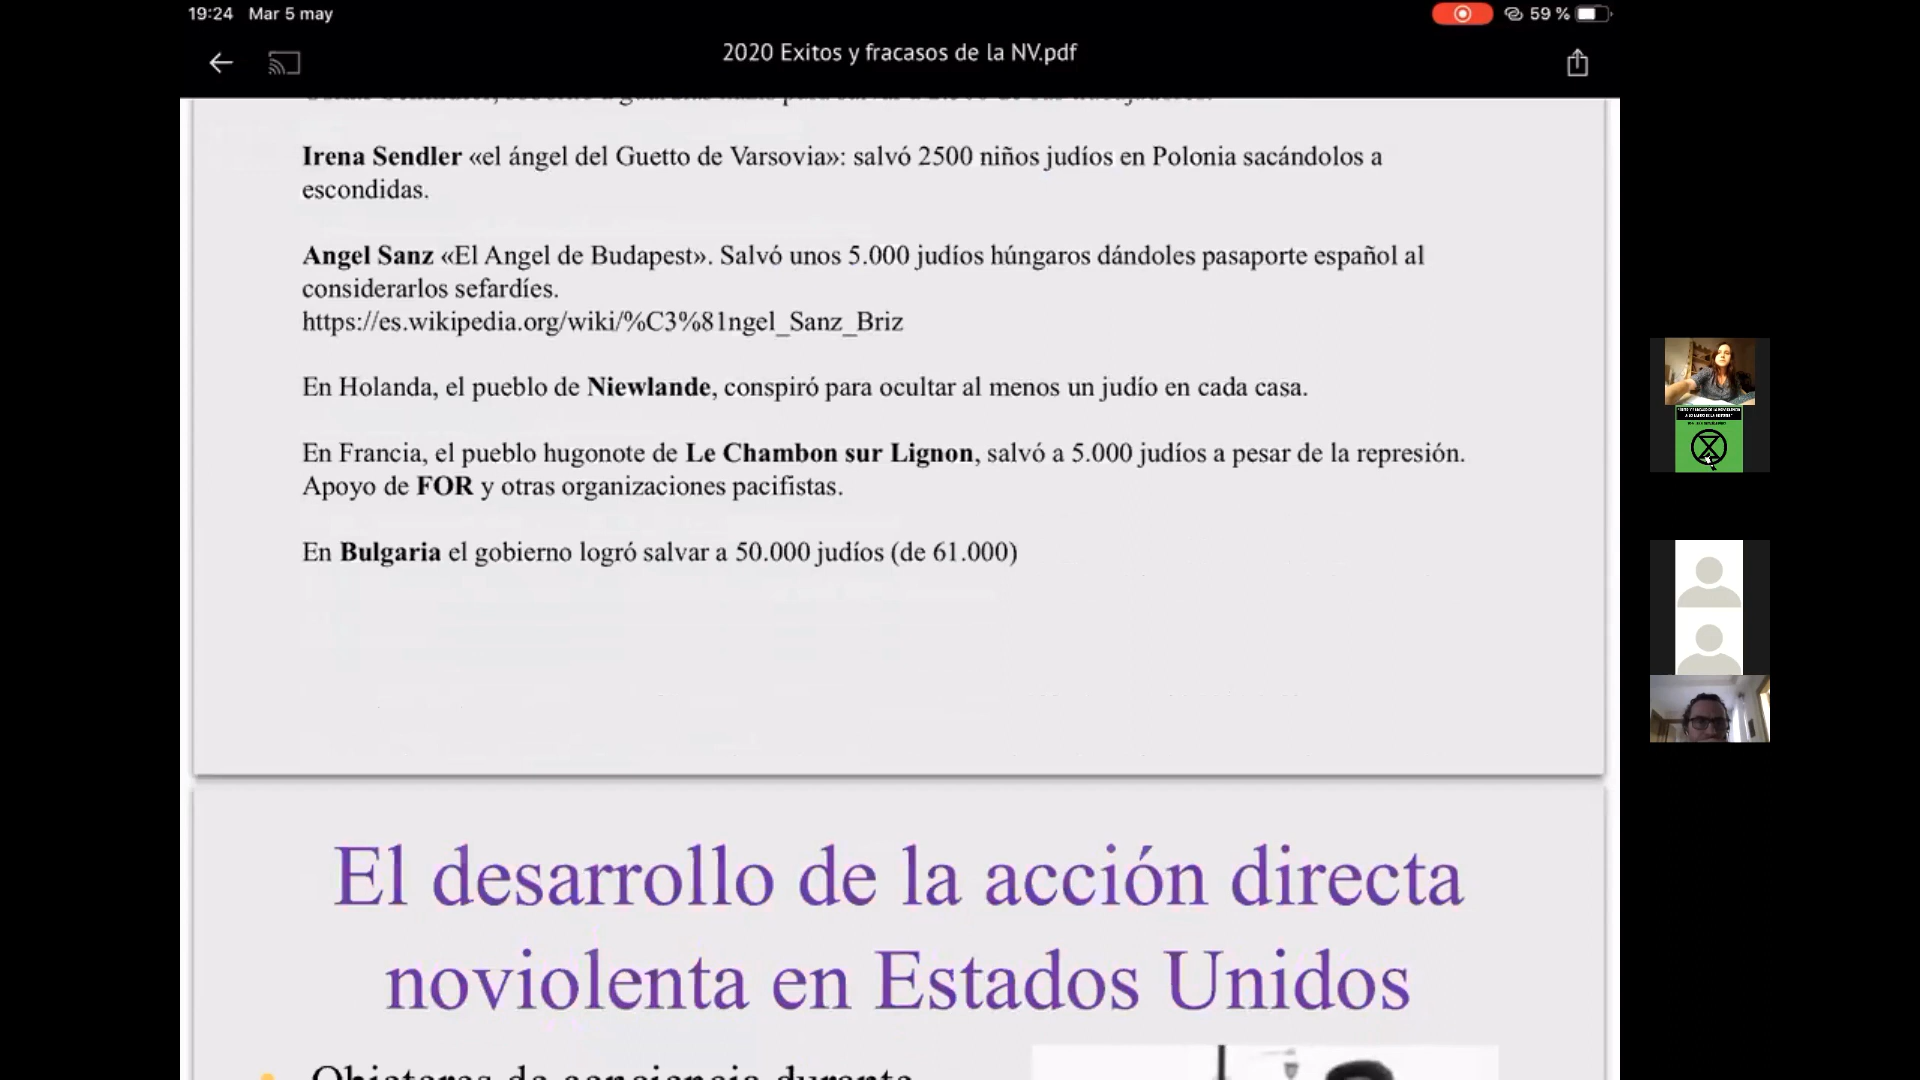 19:24 Mar 5 may
59 %
2020 Exitos y fracasos de la NV.pdf
Irena Sendler «el ángel del Guetto de Varsovia»: salvó 2500 niños judíos en Polonia sacándolos a
escondidas.
Angel Sanz «El Angel de Budapest». Salvó unos 5.000 judíos húngaros dándoles pasaporte español al
considerarlos sefardíes.
https://es.wikipedia.org/wiki/%C3%81ngel_Sanz_Briz
En Holanda, el pueblo de Niewlande, conspiró para ocultar al menos un judío en cada casa.
En Francia, el pueblo hugonote de Le Chambon sur Lignon, salvó a 5.000 judíos a pesar de la represión.
Apoyo de FOR y otras organizaciones pacifistas.
En Bulgaria el gobierno logró salvar a 50.000 judíos (de 61.000)
El desarrollo de la acción directa
noviolenta en Estados Unidos
Objetores de conciencia durante